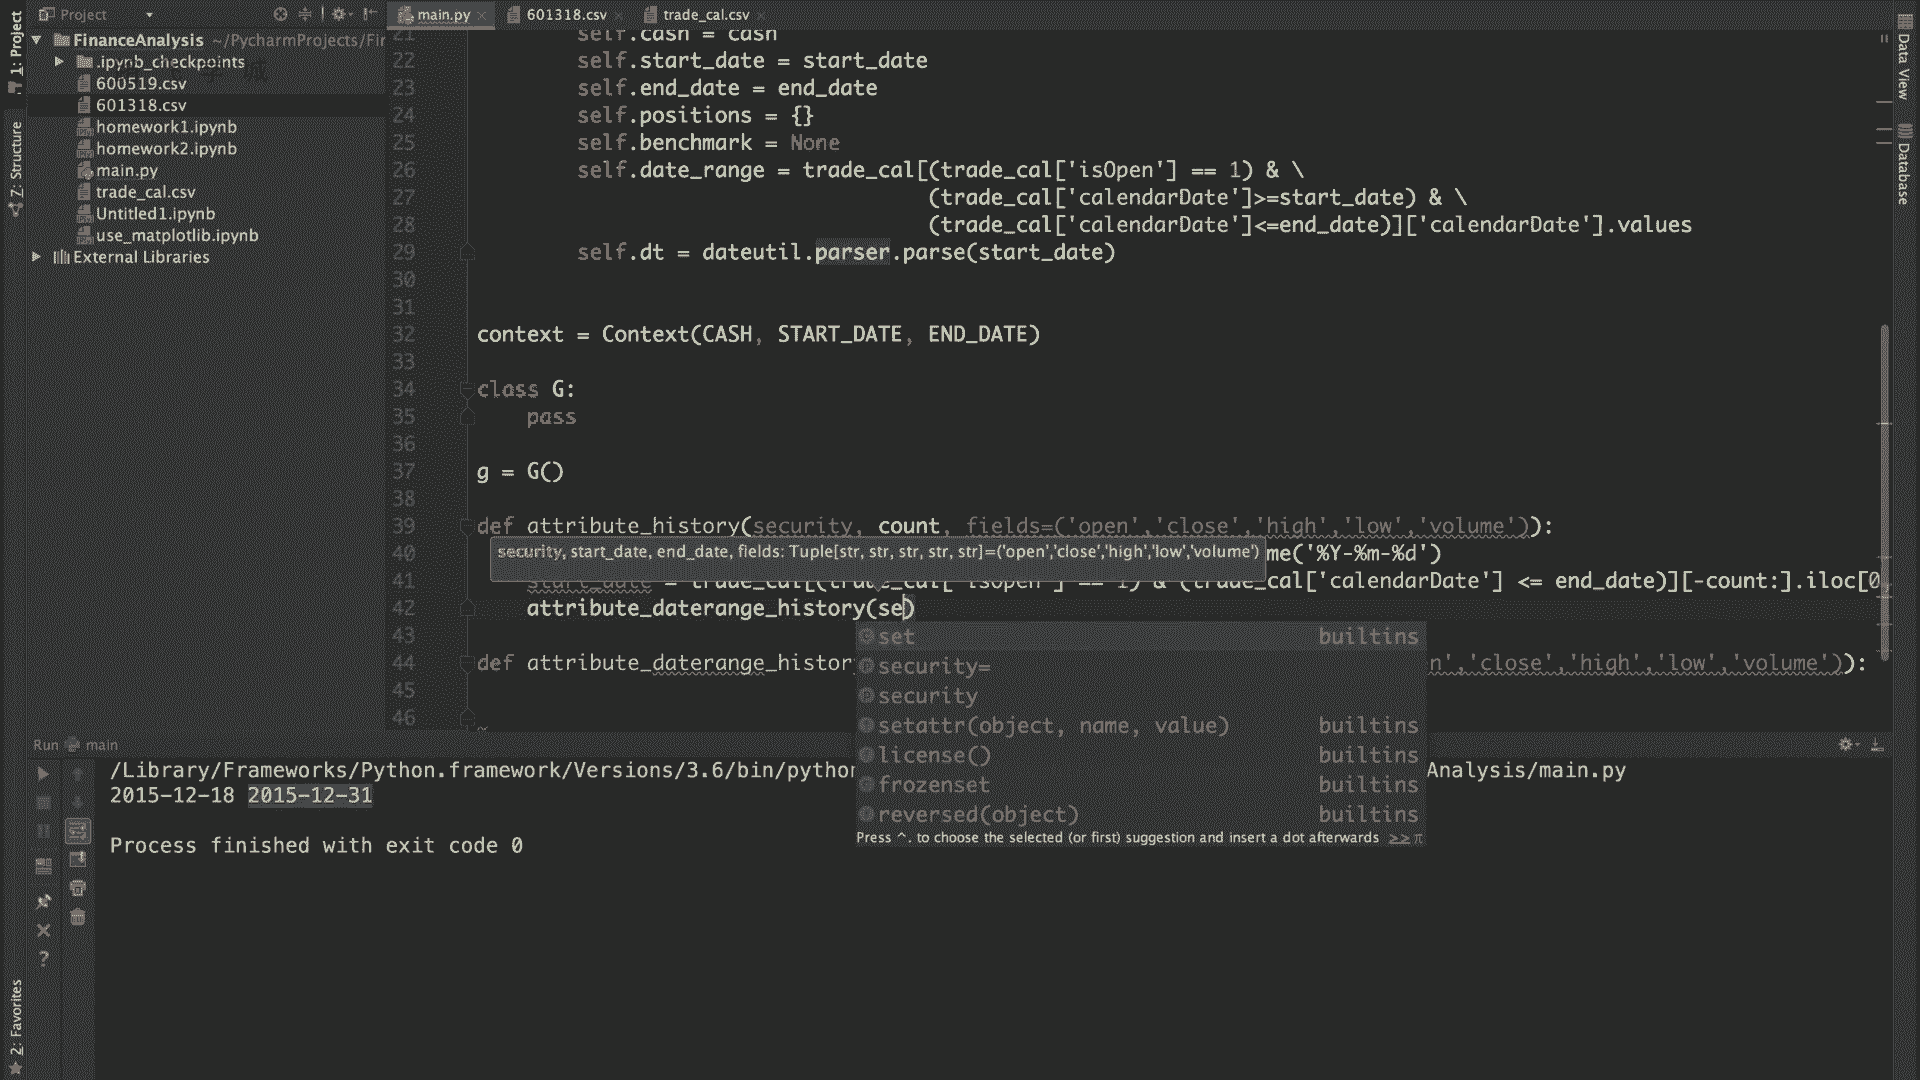 Project
main.py
601318.csv
trade_cal.csv
1: Project
7: Structure
2: Favorites
Data View
Database
FinanceAnalysis ~/PycharmProjects/Fir
.ipynb_checkpoints
600519.csv
601318.csv
homework1.ipynb
homework2.ipynb
main.py
trade_cal.csv
Untitled1.ipynb
use_matplotlib.ipynb
External Libraries
21 self.cash = cash
22 self.start_date = start_date
23 self.end_date = end_date
24 self.positions = {}
25 self.benchmark = None
26 self.date_range = trade_cal[(trade_cal['isOpen'] == 1) & \
27 (trade_cal['calendarDate']>=start_date) & \
28 (trade_cal['calendarDate']<=end_date)]['calendarDate'].values
29 self.dt = dateutil.parser.parse(start_date)
30
31
32 context = Context(CASH, START_DATE, END_DATE)
33
34 class G:
35 pass
36
37 g = G()
38
39 def attribute_history(security, count, fields=('open','close','high','low','volume')):
security, start_date, end_date, fields: Tuple[str, str, str, str, str]=('open','close','high','low','volume')
40 me('%Y-%m-%d')
41 start_date = trade_cal[(trade_cal['isOpen'] == 1) & (trade_cal['calendarDate'] <= end_date)][-count:].iloc[0
42 attribute_daterange_history(se)
43
44 def attribute_daterange_histor n','close','high','low','volume')):
45
46
set builtins
security=
security
setattr(object, name, value) builtins
license() builtins
frozenset builtins
reversed(object) builtins
Press ^. to choose the selected (or first) suggestion and insert a dot afterwards >> π
Run main
/Library/Frameworks/Python.framework/Versions/3.6/bin/python Analysis/main.py
2015-12-18 2015-12-31
Process finished with exit code 0